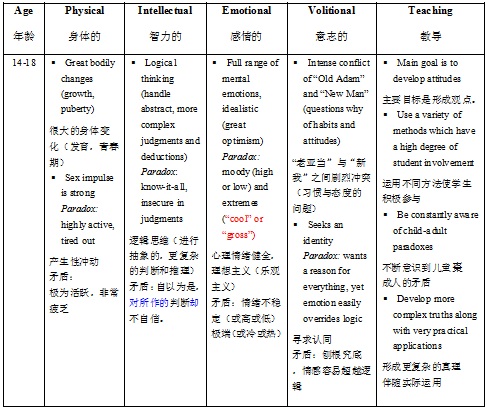 Age
年龄
Physical
身体的
Intellectual
智力的
Emotional
感情的
Volitional
意志的
Teaching
教导
14-18
▪ Great bodily
changes
(growth,
puberty)
很大的身体变
化（发育，青春
期）
▪ Sex impulse
is strong
Paradox:
highly active,
tired out
产生性冲动
矛盾：
极为活跃，非常
疲乏
▪ Logical
thinking
(handle
abstract, more
complex
judgments and
deductions)
Paradox:
know-it-all,
insecure in
judgments
逻辑思维（进行
抽象的，更复杂
的判断和推理）
矛盾：自以为是，
对所作的判断却
不自信。
▪ Full range of
mental
emotions,
idealistic
(great
optimism)
Paradax:
moody (high
or low) and
extremes
(“cool” or
“gross”)
心理情绪健全，
理想主义（乐观
主义）
矛盾：情绪不稳
定（或高或低）
极端(或冷或热）
▪ Intense conflict
of “Old Adam”
and “New Man”
(questions why
of habits and
attitudes)
“老亚当”与“新
我”之间剧烈冲突
（习惯与态度的
问题）
▪ Seeks an
identity
Paradox: wants
a reason for
everything, yet
emotion easily
overrides logic
寻求认同
矛盾：刨根究底
，情感容易超越逻
辑
▪ Main goal is to
develop attitudes
主要目标是形成观点。
▪ Use a variety of
methods which have
a high degree of
student involvement
运用不同方法使学生
积极参与
▪ Be constantly aware
of child-adult
paradoxes
不断意识到儿童兼
成人的矛盾
▪ Develop more
complex truths along
with very practical
applications
形成更复杂的真理
伴随实际运用